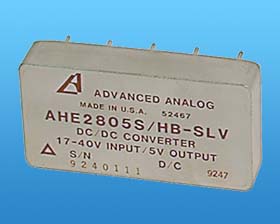 ADVANCED ANALOG
MADE IN U.S.A. 52467
AHE2805S/HB-SLV
DC/DC CONVERTER
17-40V INPUT/5V OUTPUT
S/N D/C
9240111 9247